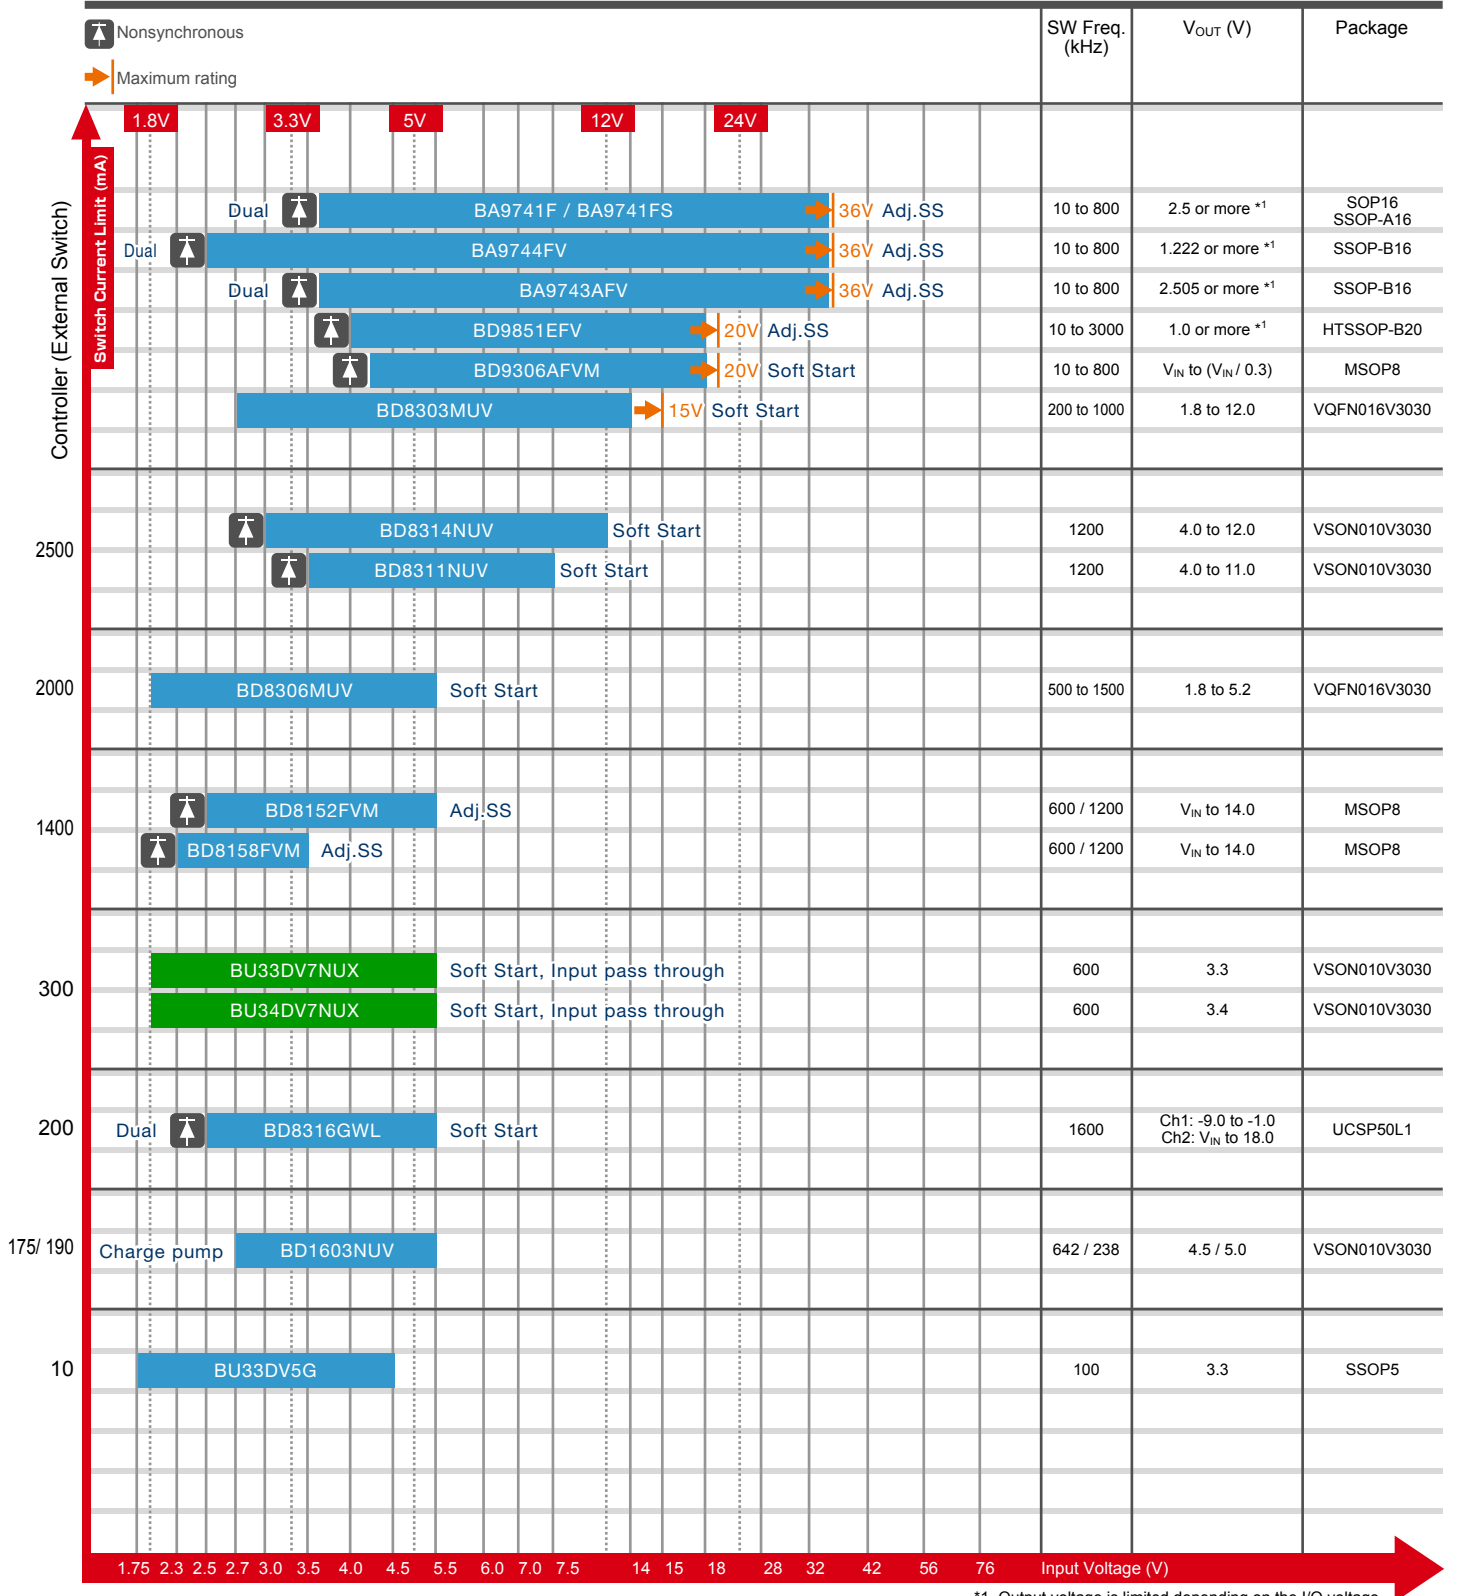 Nonsynchronous
Maximum rating
SW Freq. (kHz)
VOUT (V)
Package
1.8V 3.3V 5V 12V 24V
Switch Current Limit (mA)
Controller (External Switch)
Dual BA9741F / BA9741FS 36V Adj.SS 10 to 800 2.5 or more *1 SOP16 SSOP-A16
Dual BA9744FV 36V Adj.SS 10 to 800 1.222 or more *1 SSOP-B16
Dual BA9743AFV 36V Adj.SS 10 to 800 2.505 or more *1 SSOP-B16
BD9851EFV 20V Adj.SS 10 to 3000 1.0 or more *1 HTSSOP-B20
BD9306AFVM 20V Soft Start 10 to 800 VIN to (VIN / 0.3) MSOP8
BD8303MUV 15V Soft Start 200 to 1000 1.8 to 12.0 VQFN016V3030
2500
BD8314NUV Soft Start 1200 4.0 to 12.0 VSON010V3030
BD8311NUV Soft Start 1200 4.0 to 11.0 VSON010V3030
2000 BD8306MUV Soft Start 500 to 1500 1.8 to 5.2 VQFN016V3030
1400
BD8152FVM Adj.SS 600 / 1200 VIN to 14.0 MSOP8
BD8158FVM Adj.SS 600 / 1200 VIN to 14.0 MSOP8
300
BU33DV7NUX Soft Start, Input pass through 600 3.3 VSON010V3030
BU34DV7NUX Soft Start, Input pass through 600 3.4 VSON010V3030
200 Dual BD8316GWL Soft Start 1600 Ch1: -9.0 to -1.0 Ch2: VIN to 18.0 UCSP50L1
175/ 190 Charge pump BD1603NUV 642 / 238 4.5 / 5.0 VSON010V3030
10 BU33DV5G 100 3.3 SSOP5
1.75 2.3 2.5 2.7 3.0 3.5 4.0 4.5 5.5 6.0 7.0 7.5 14 15 18 28 32 42 56 76 Input Voltage (V)
*1 Output voltage is limited depending on the I/O voltage